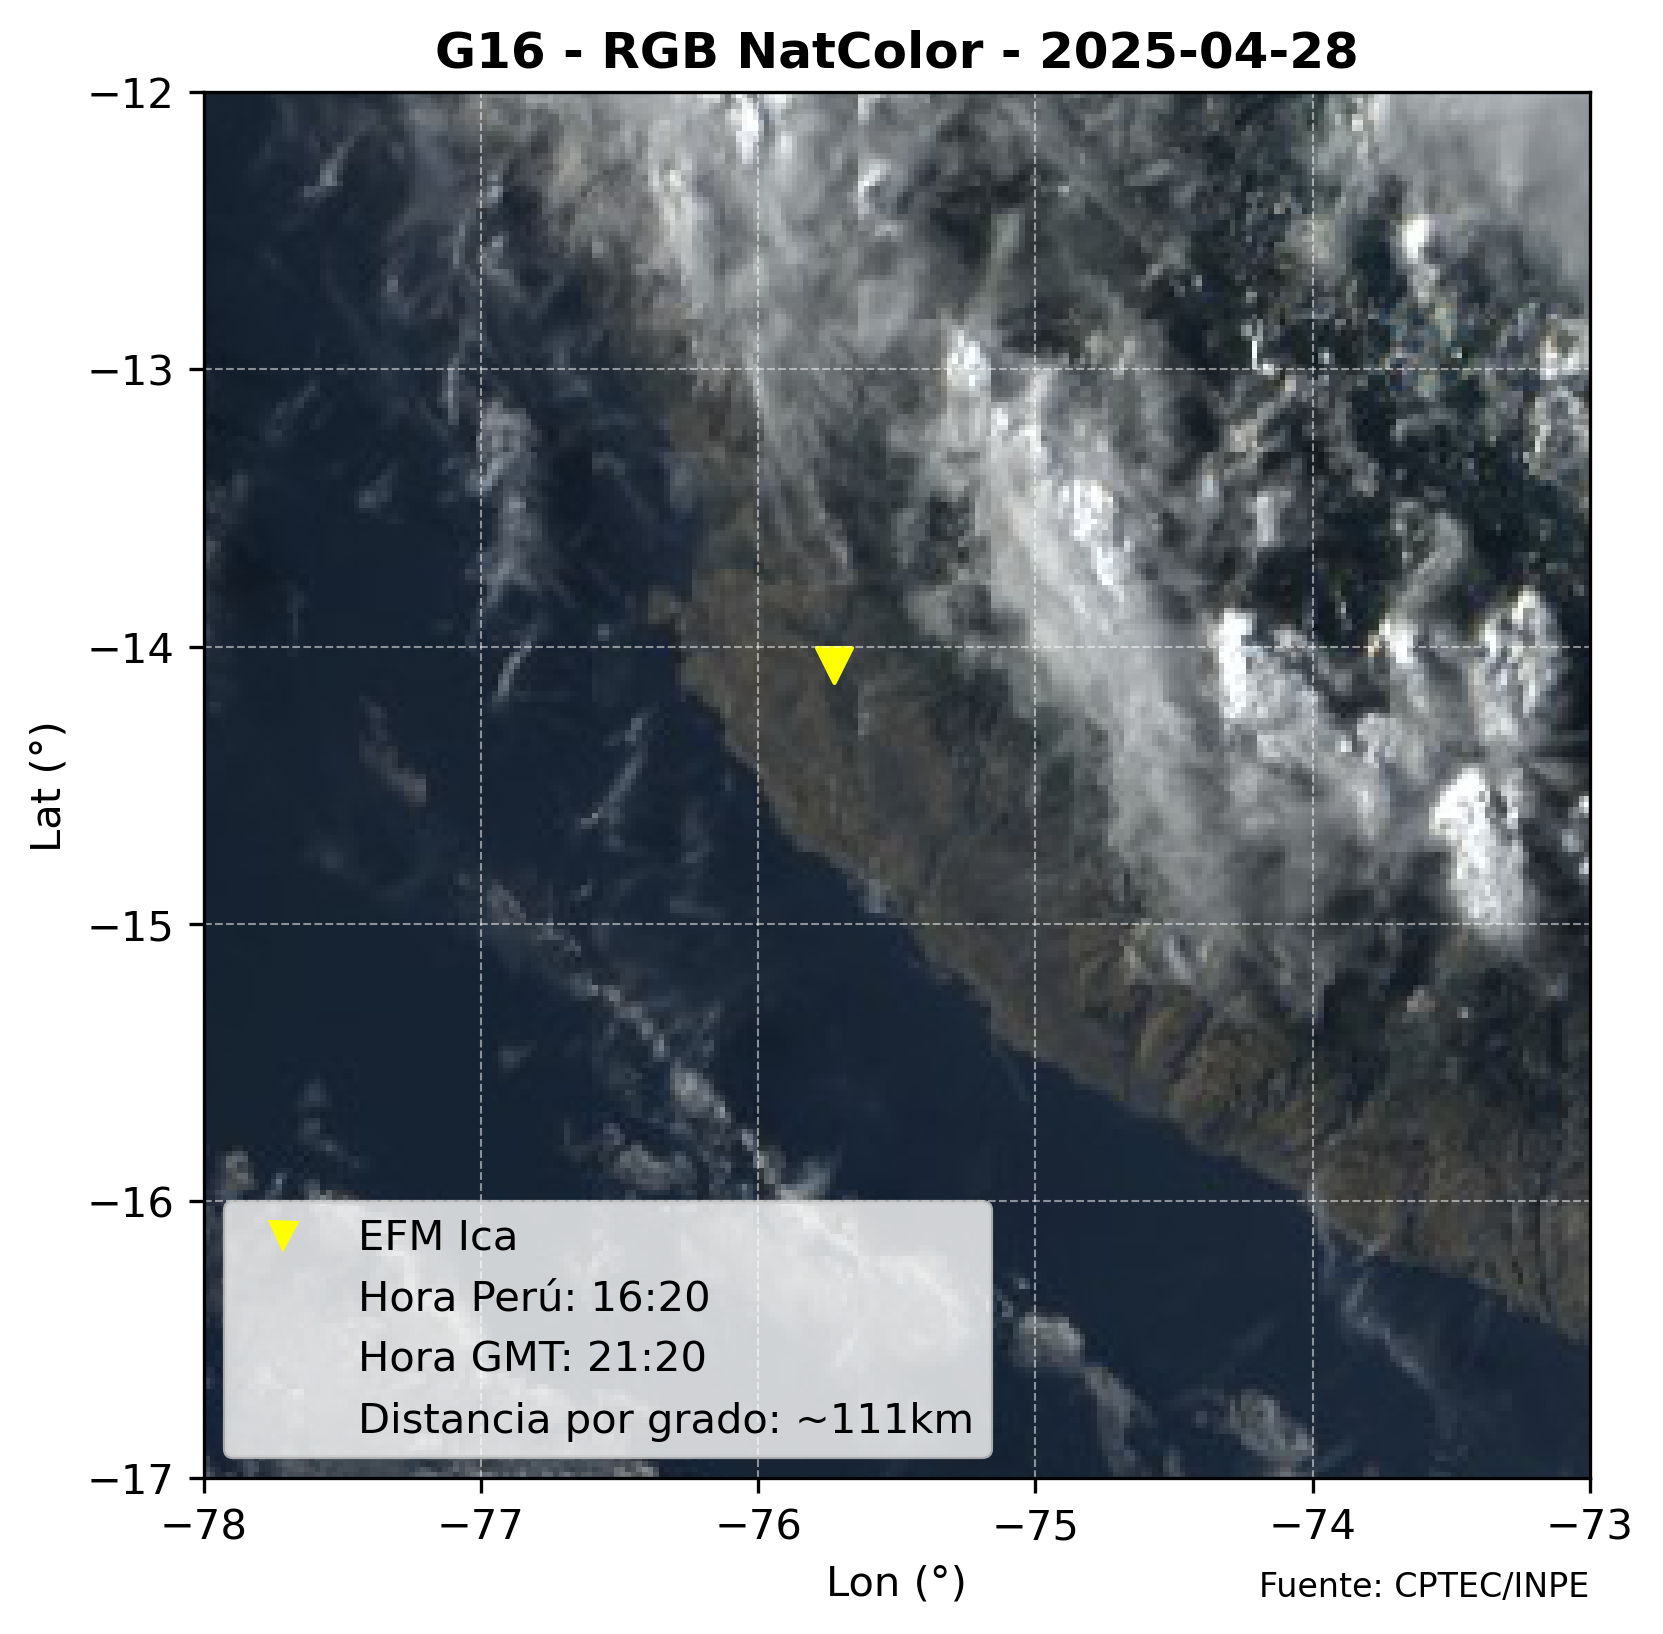 G16 - RGB NatColor - 2025-04-28
−12
−13
−14
−15
−16
−17
Lat (°)
EFM Ica
Hora Perú: 16:20
Hora GMT: 21:20
Distancia por grado: ~111km
−78 −77 −76 −75 −74 −73
Lon (°)
Fuente: CPTEC/INPE